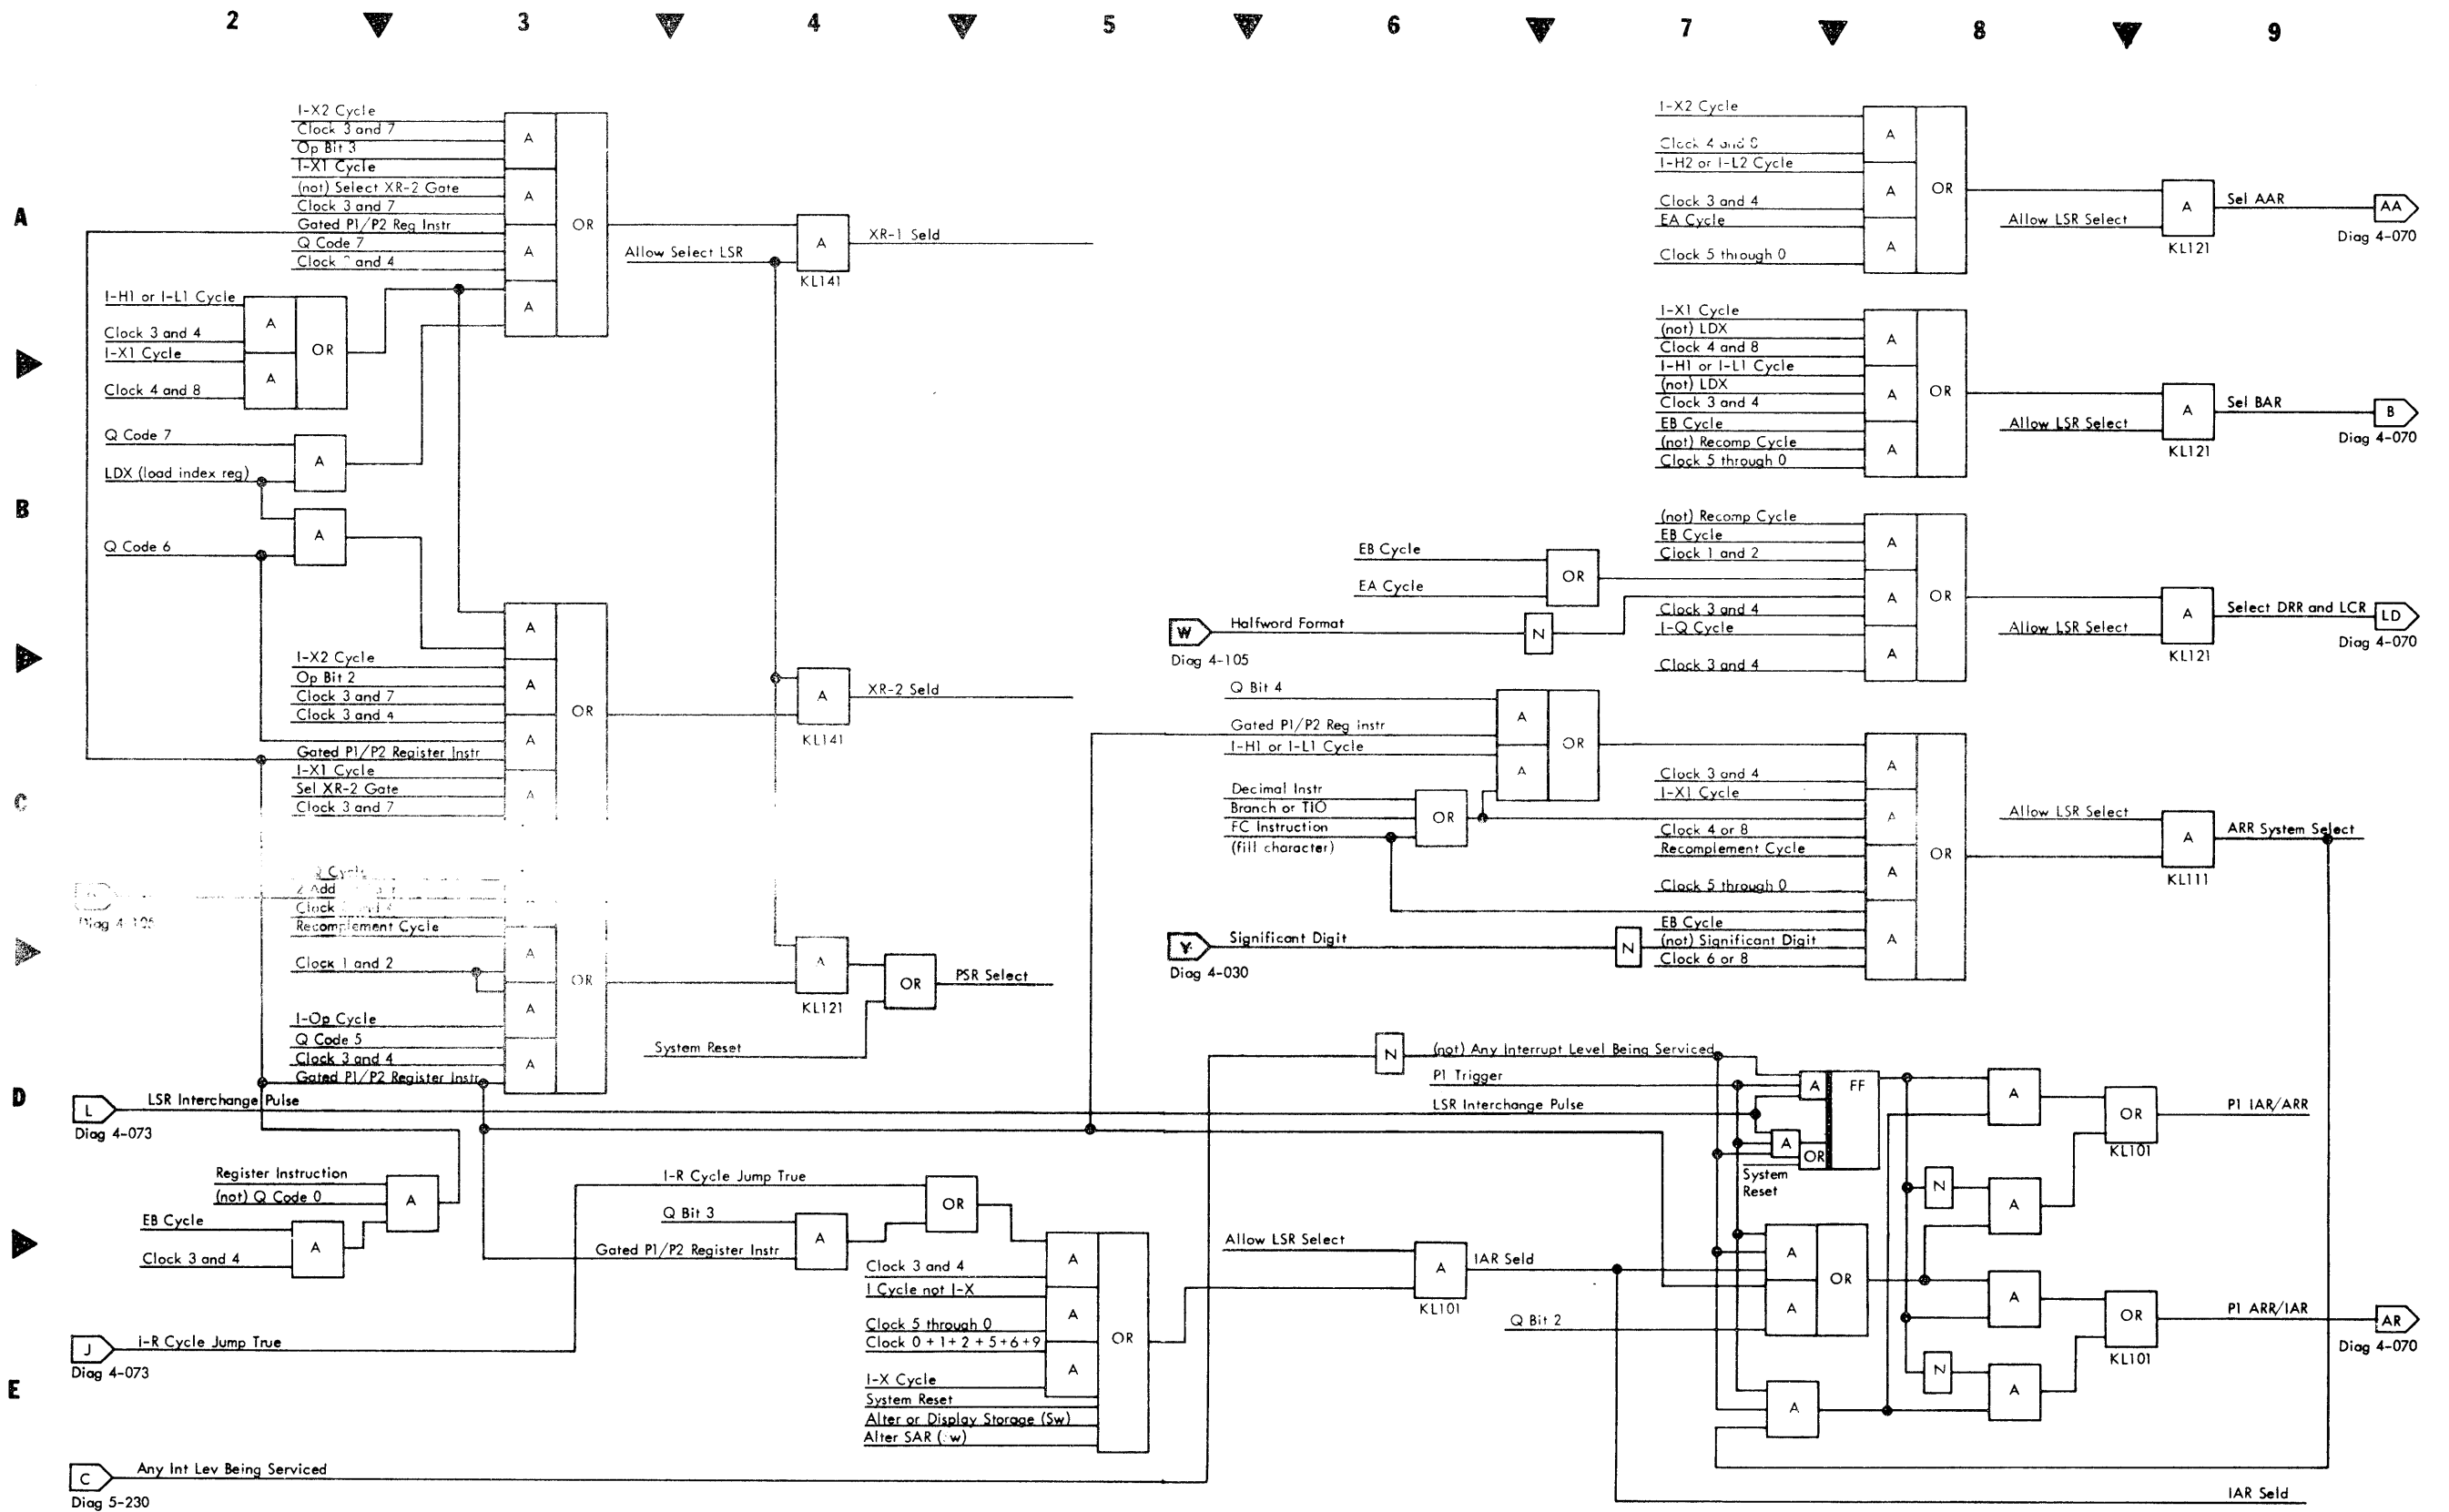 2 3 4 5 6 7 8 9
A
I-X2 Cycle
Clock 3 and 7
Op Bit 3
I-X1 Cycle
(not) Select XR-2 Gate
Clock 3 and 7
Gated P1/P2 Reg Instr
Q Code 7
Clock and 4
A
A
A
A
OR
Allow Select LSR
A
KL141
XR-1 Seld
I-H1 or I-L1 Cycle
Clock 3 and 4
I-X1 Cycle
Clock 4 and 8
A
A
OR
Q Code 7
LDX (load index reg)
A
B
A
Q Code 6
I-X2 Cycle
Op Bit 2
Clock 3 and 7
Clock 3 and 4
Gated P1/P2 Register Instr
I-X1 Cycle
Sel XR-2 Gate
Clock 3 and 7
A
A
A
A
OR
A
KL141
XR-2 Seld
C
Cycle
2 Add
Clock
Diag 4-105
Recomplement Cycle
Clock 1 and 2
I-Op Cycle
Q Code 5
Clock 3 and 4
Gated P1/P2 Register Instr
A
A
A
OR
A
KL121
OR
PSR Select
System Reset
I-X2 Cycle
Clock 4 and 8
I-H2 or I-L2 Cycle
Clock 3 and 4
EA Cycle
Clock 5 through 0
A
A
A
OR
Allow LSR Select
A
KL121
Sel AAR
AA
Diag 4-070
I-X1 Cycle
(not) LDX
Clock 4 and 8
I-H1 or I-L1 Cycle
(not) LDX
Clock 3 and 4
EB Cycle
(not) Recomp Cycle
Clock 5 through 0
A
A
A
OR
Allow LSR Select
A
KL121
Sel BAR
B
Diag 4-070
(not) Recomp Cycle
EB Cycle
Clock 1 and 2
EB Cycle
EA Cycle
OR
W
Diag 4-105
Halfword Format
N
Clock 3 and 4
I-Q Cycle
Clock 3 and 4
A
A
A
OR
Allow LSR Select
A
KL121
Select DRR and LCR
LD
Diag 4-070
Q Bit 4
Gated P1/P2 Reg instr
I-H1 or I-L1 Cycle
A
A
OR
Decimal Instr
Branch or TIO
FC Instruction
(fill character)
OR
Clock 3 and 4
I-X1 Cycle
Clock 4 or 8
Recomplement Cycle
Clock 5 through 0
EB Cycle
(not) Significant Digit
Clock 6 or 8
Y
Diag 4-030
Significant Digit
N
A
A
A
A
OR
Allow LSR Select
A
KL111
ARR System Select
D
L
Diag 4-073
LSR Interchange Pulse
N
(not) Any Interrupt Level Being Serviced
P1 Trigger
LSR Interchange Pulse
A
FF
A
OR
System
Reset
A
OR
KL101
P1 IAR/ARR
N
A
Register Instruction
(not) Q Code 0
A
EB Cycle
Clock 3 and 4
A
I-R Cycle Jump True
Q Bit 3
Gated P1/P2 Register Instr
A
OR
Clock 3 and 4
I Cycle not I-X
Clock 5 through 0
Clock 0 + 1 + 2 + 5 + 6 + 9
I-X Cycle
System Reset
Alter or Display Storage (Sw)
Alter SAR ( w)
A
A
A
OR
Allow LSR Select
A
KL101
IAR Seld
Q Bit 2
A
A
OR
A
OR
KL101
P1 ARR/IAR
AR
Diag 4-070
N
A
A
J
Diag 4-073
i-R Cycle Jump True
E
C
Diag 5-230
Any Int Lev Being Serviced
IAR Seld